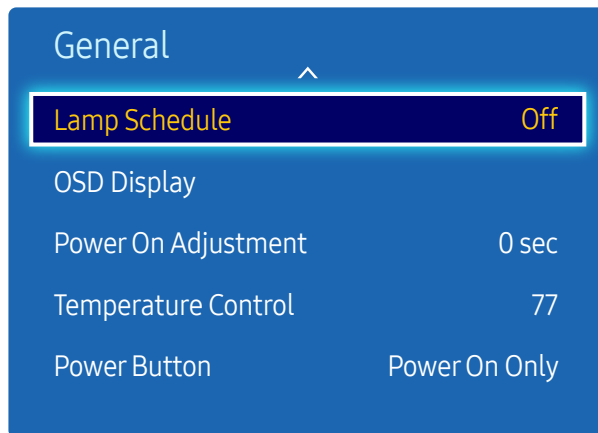 General
Lamp Schedule Off
OSD Display
Power On Adjustment 0 sec
Temperature Control 77
Power Button Power On Only